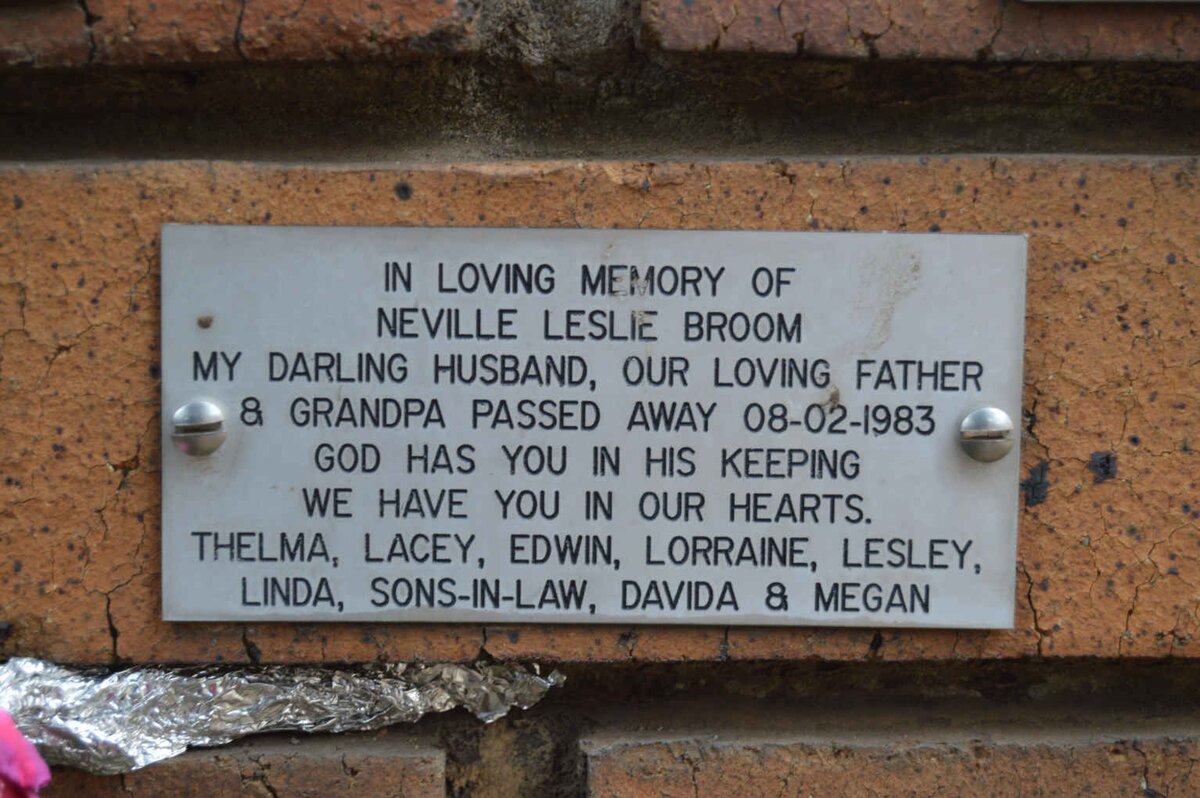 IN LOVING MEMORY OF
NEVILLE LESLIE BROOM
MY DARLING HUSBAND, OUR LOVING FATHER
& GRANDPA PASSED AWAY 08-02-1983
GOD HAS YOU IN HIS KEEPING
WE HAVE YOU IN OUR HEARTS.
THELMA, LACEY, EDWIN, LORRAINE, LESLEY,
LINDA, SONS-IN-LAW, DAVIDA & MEGAN